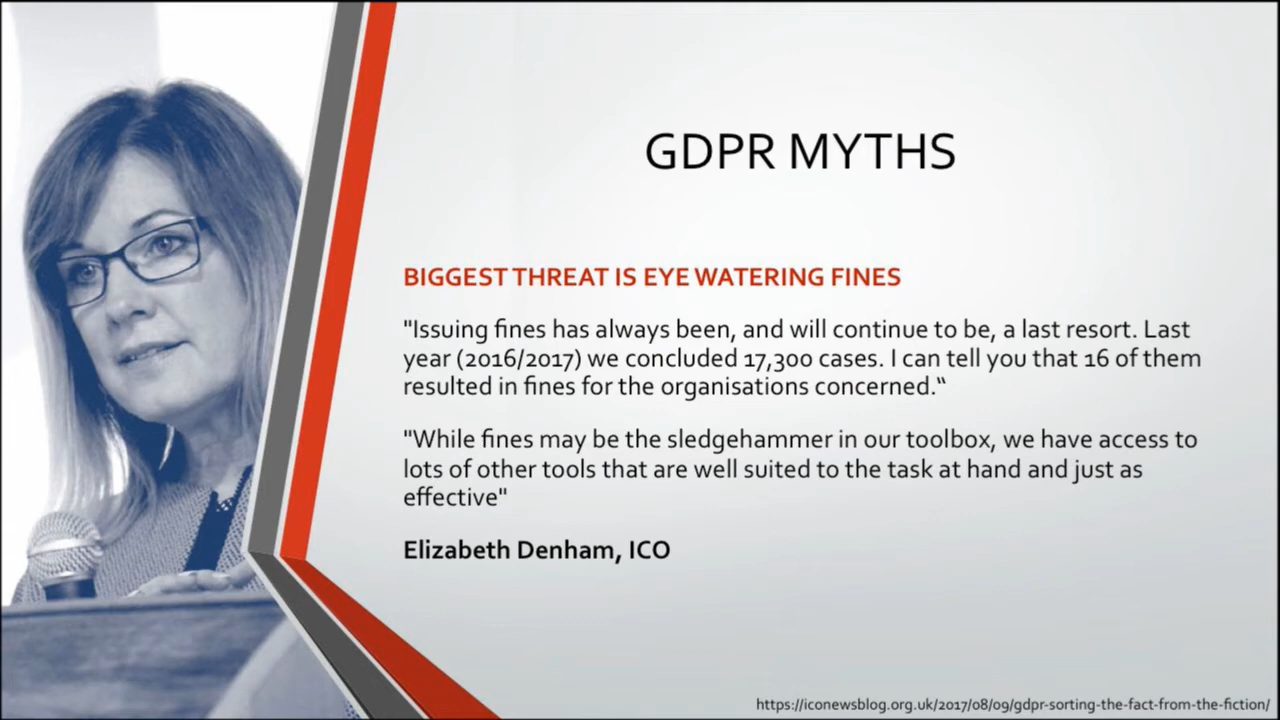 GDPR MYTHS
BIGGEST THREAT IS EYE WATERING FINES
"Issuing fines has always been, and will continue to be, a last resort. Last
year (2016/2017) we concluded 17,300 cases. I can tell you that 16 of them
resulted in fines for the organisations concerned.“
"While fines may be the sledgehammer in our toolbox, we have access to
lots of other tools that are well suited to the task at hand and just as
effective"
Elizabeth Denham, ICO
https://iconewsblog.org.uk/2017/08/09/gdpr-sorting-the-fact-from-the-fiction/